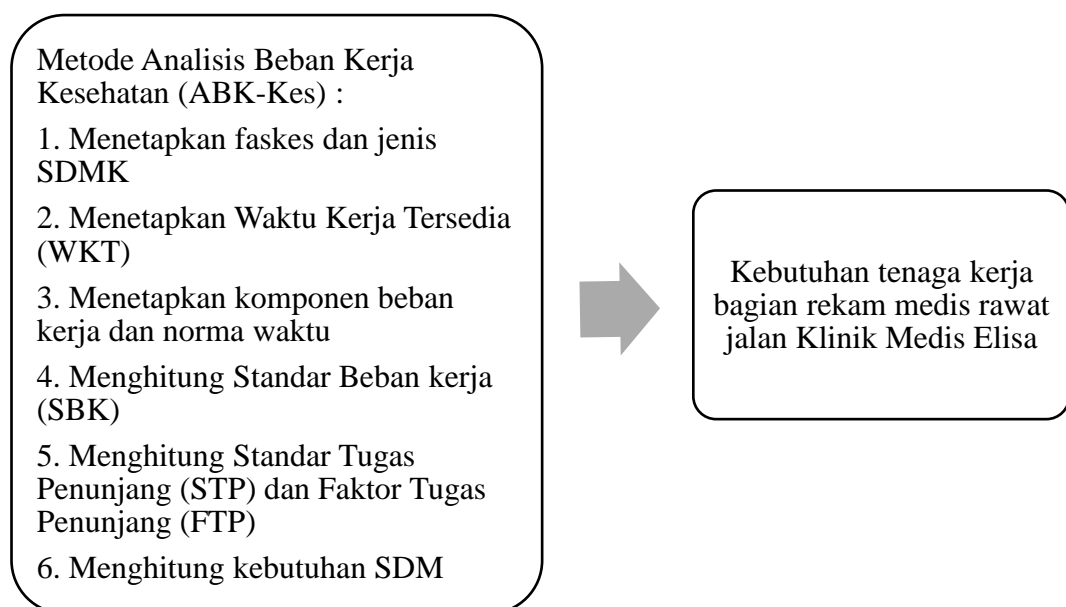 Metode Analisis Beban Kerja
Kesehatan (ABK-Kes) :
1. Menetapkan faskes dan jenis
SDMK
2. Menetapkan Waktu Kerja Tersedia
(WKT)
3. Menetapkan komponen beban
kerja dan norma waktu
4. Menghitung Standar Beban kerja
(SBK)
5. Menghitung Standar Tugas
Penunjang (STP) dan Faktor Tugas
Penunjang (FTP)
6. Menghitung kebutuhan SDM
Kebutuhan tenaga kerja
bagian rekam medis rawat
jalan Klinik Medis Elisa